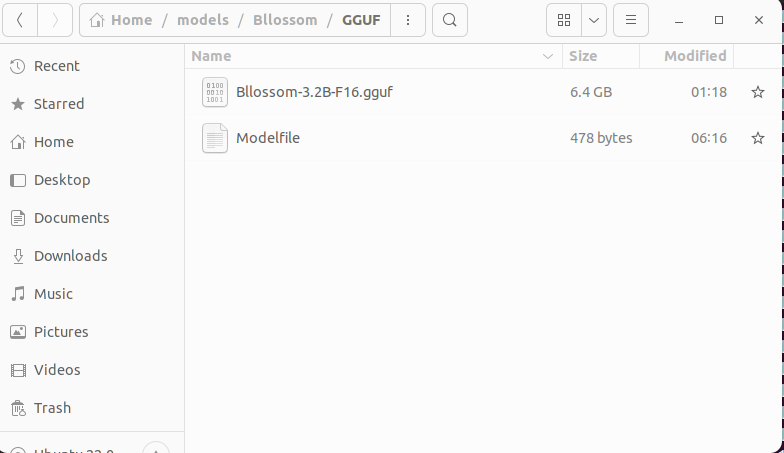 Home / models / Bllossom / GGUF
Name Size Modified
Recent
Bllossom-3.2B-F16.gguf 6.4 GB 01:18
Starred
Modelfile 478 bytes 06:16
Home
Desktop
Documents
Downloads
Music
Pictures
Videos
Trash